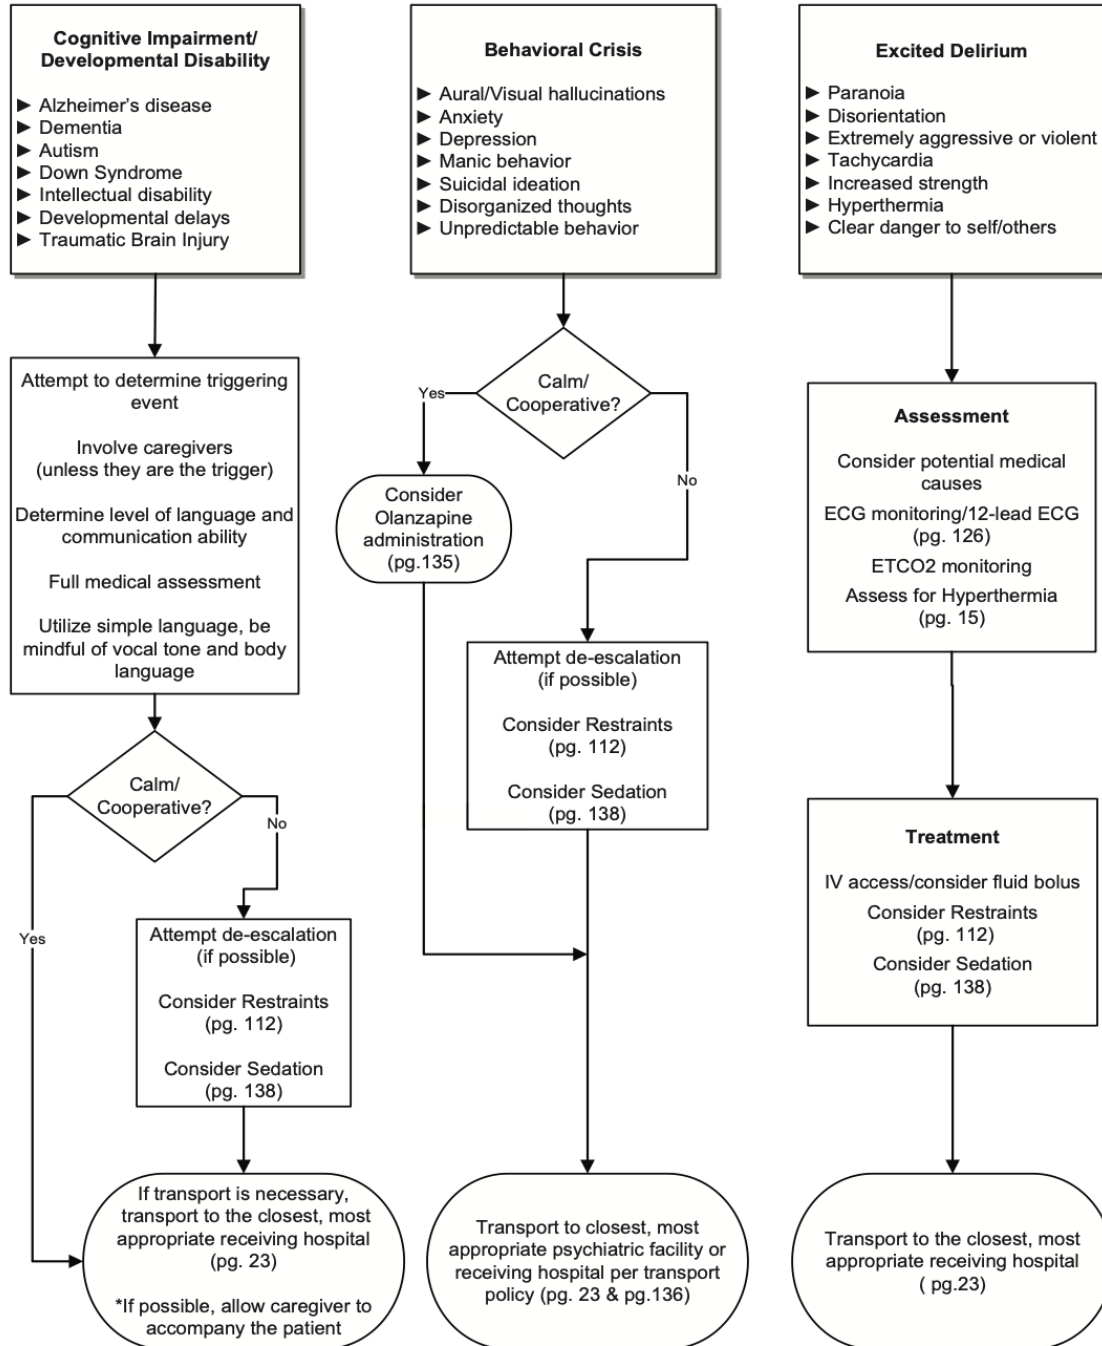 Cognitive Impairment/
Developmental Disability
► Alzheimer's disease
► Dementia
► Autism
► Down Syndrome
► Intellectual disability
► Developmental delays
► Traumatic Brain Injury
Attempt to determine triggering
event
Involve caregivers
(unless they are the trigger)
Determine level of language and
communication ability
Full medical assessment
Utilize simple language, be
mindful of vocal tone and body
language
Calm/
Cooperative?
No
Yes
Attempt de-escalation
(if possible)
Consider Restraints
(pg. 112)
Consider Sedation
(pg. 138)
If transport is necessary,
transport to the closest, most
appropriate receiving hospital
(pg. 23)
*If possible, allow caregiver to
accompany the patient
Behavioral Crisis
► Aural/Visual hallucinations
► Anxiety
► Depression
► Manic behavior
► Suicidal ideation
► Disorganized thoughts
► Unpredictable behavior
Calm/
Cooperative?
Yes
No
Consider
Olanzapine
administration
(pg.135)
Attempt de-escalation
(if possible)
Consider Restraints
(pg. 112)
Consider Sedation
(pg. 138)
Transport to closest, most
appropriate psychiatric facility or
receiving hospital per transport
policy (pg. 23 & pg.136)
Excited Delirium
► Paranoia
► Disorientation
► Extremely aggressive or violent
► Tachycardia
► Increased strength
► Hyperthermia
► Clear danger to self/others
Assessment
Consider potential medical
causes
ECG monitoring/12-lead ECG
(pg. 126)
ETCO2 monitoring
Assess for Hyperthermia
(pg. 15)
Treatment
IV access/consider fluid bolus
Consider Restraints
(pg. 112)
Consider Sedation
(pg. 138)
Transport to the closest, most
appropriate receiving hospital
( pg.23)